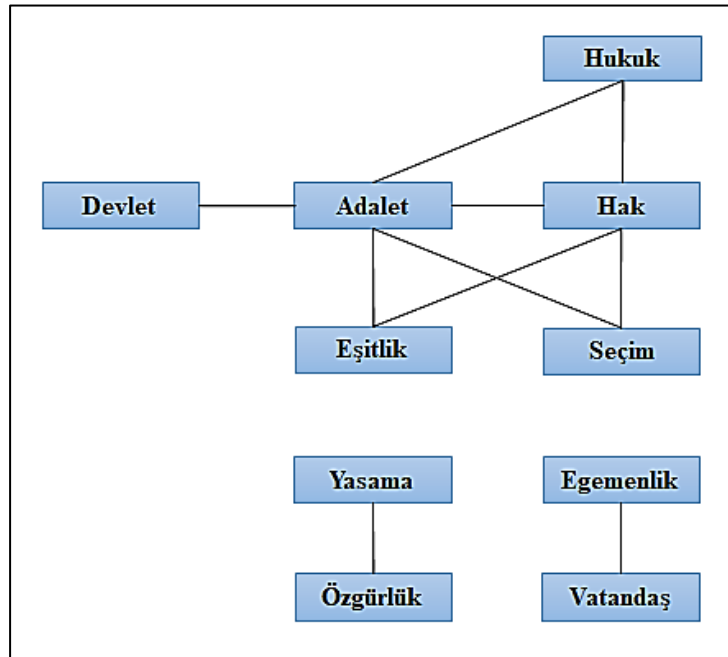 Hukuk
Devlet
Adalet
Hak
Eşitlik
Seçim
Yasama
Egemenlik
Özgürlük
Vatandaş